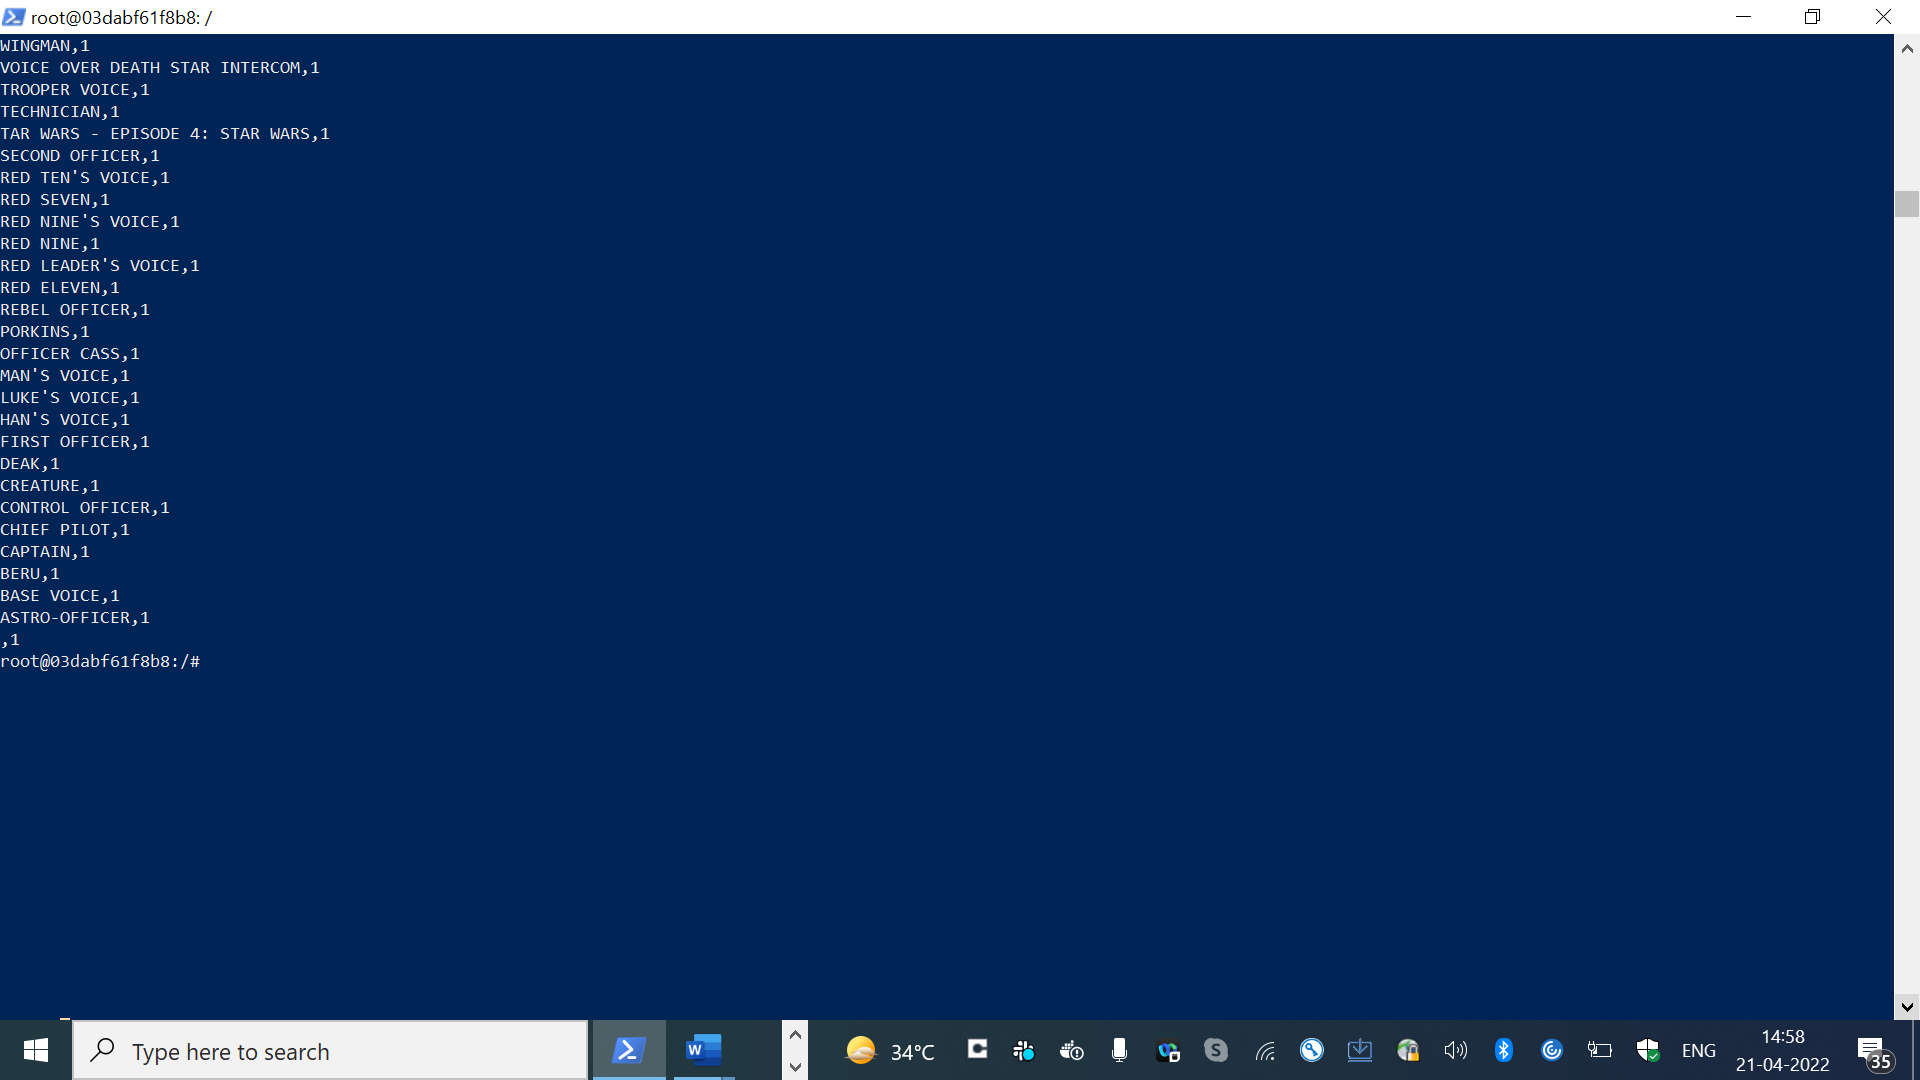 root@03dabf61f8b8: /
WINGMAN,1
VOICE OVER DEATH STAR INTERCOM,1
TROOPER VOICE,1
TECHNICIAN,1
TAR WARS - EPISODE 4: STAR WARS,1
SECOND OFFICER,1
RED TEN'S VOICE,1
RED SEVEN,1
RED NINE'S VOICE,1
RED NINE,1
RED LEADER'S VOICE,1
RED ELEVEN,1
REBEL OFFICER,1
PORKINS,1
OFFICER CASS,1
MAN'S VOICE,1
LUKE'S VOICE,1
HAN'S VOICE,1
FIRST OFFICER,1
DEAK,1
CREATURE,1
CONTROL OFFICER,1
CHIEF PILOT,1
CAPTAIN,1
BERU,1
BASE VOICE,1
ASTRO-OFFICER,1
,1
root@03dabf61f8b8:/#
Type here to search
W
34°C
S
ENG
14:58
21-04-2022
35